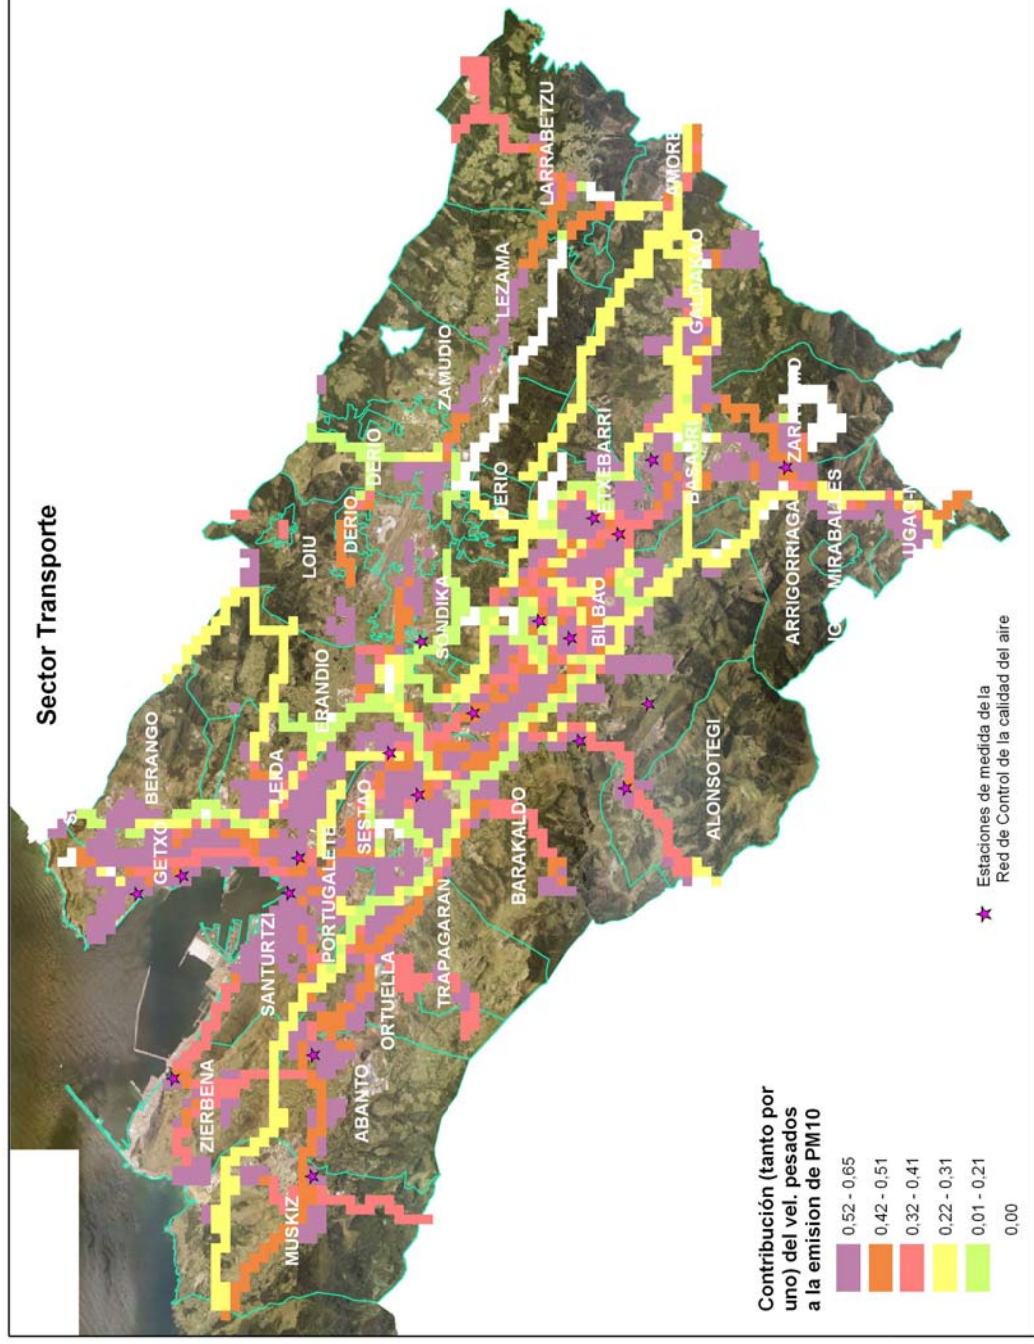 Sector Transporte
BERANGO
GETXO
LEIOA
ERANDIO
LOIU
DERIO
DERIO
DERIO
SONDIKA
ZAMUDIO
LEZAMA
LARRABETZU
SANTURTZI
PORTUGALETE
SESTAO
ZIERBENA
ABANTO
ORTUELLA
TRAPAGARAN
BARAKALDO
MUSKIZ
BILBAO
ETXEBARRI
BASAURI
GALDAKAO
AMORE
ALONSOTEGI
ARRIGORRIAGA
MIRABALLES
UGAO-M
Estaciones de medida de la
Red de Control de la calidad del aire
Contribución (tanto por
uno) del vel. pesados
a la emision de PM10
0,52 - 0,65
0,42 - 0,51
0,32 - 0,41
0,22 - 0,31
0,01 - 0,21
0,00